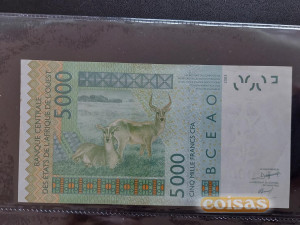 BANQUE CENTRALE
DES ETATS DE L'AFRIQUE DE L'OUEST
5000
5000
CINQ MILLE FRANCS CFA
BCEAO
coisas